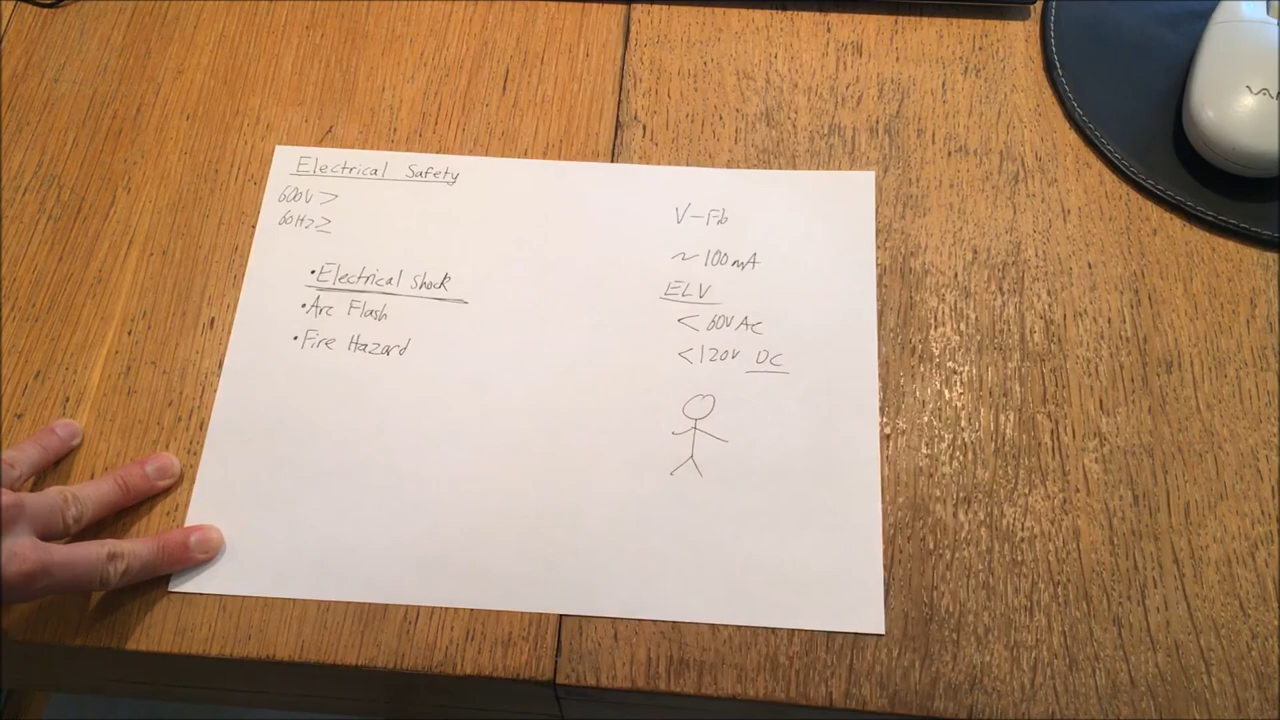 Electrical Safety
600V >
60Hz ≥
• Electrical Shock
• Arc Flash
• Fire Hazard
V-Fib
~100mA
ELV
<60V AC
<120V DC